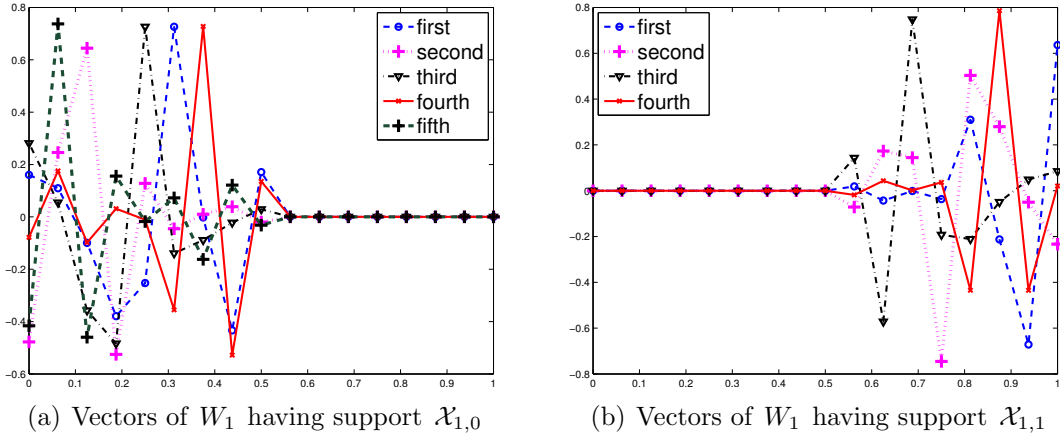 0.8
0.6
0.4
0.2
0
−0.2
−0.4
−0.6
0 0.1 0.2 0.3 0.4 0.5 0.6 0.7 0.8 0.9 1
first
second
third
fourth
fifth
(a) Vectors of W₁ having support 𝒳₁,₀
0.8
0.6
0.4
0.2
0
−0.2
−0.4
−0.6
−0.8
0 0.1 0.2 0.3 0.4 0.5 0.6 0.7 0.8 0.9 1
first
second
third
fourth
(b) Vectors of W₁ having support 𝒳₁,₁